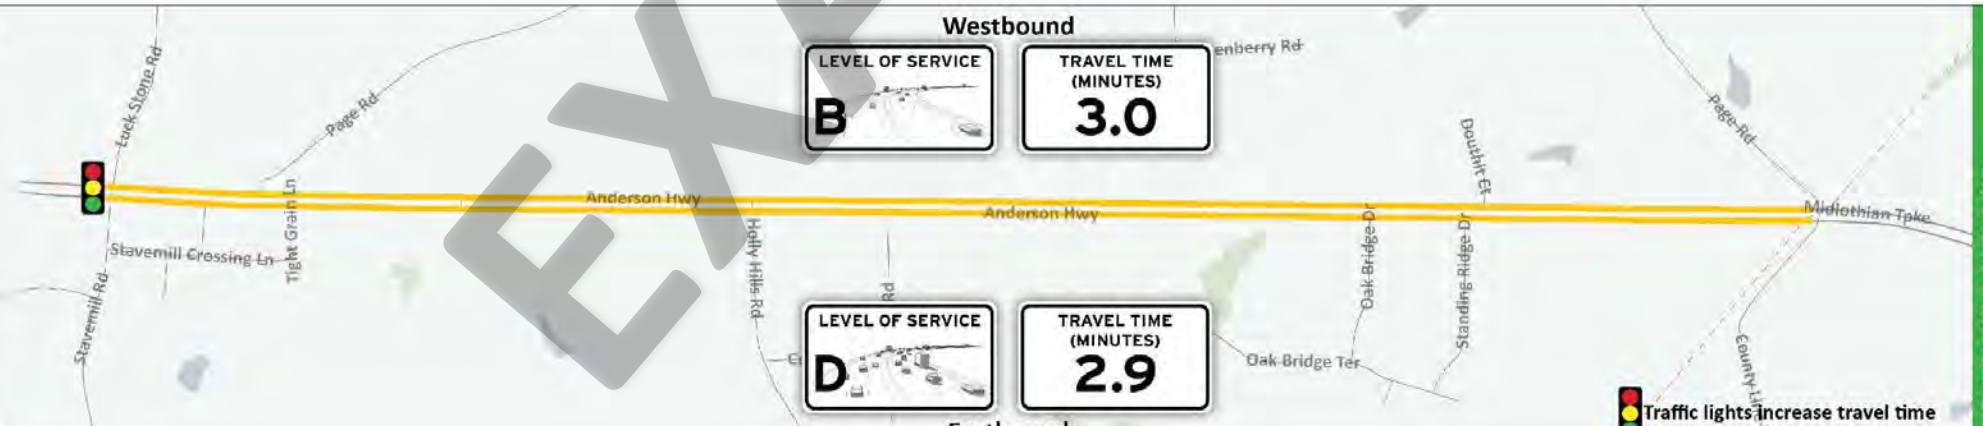 Westbound
LEVEL OF SERVICE
B
TRAVEL TIME
(MINUTES)
3.0
enberry Rd
Luck Stone Rd
Page Rd
Page Rd
Douthit Ct
Anderson Hwy
Anderson Hwy
Midlothian Tpke
Tight Grain Ln
Stavemill Crossing Ln
Stavemill Rd
Holly Hills Rd
Rd
Oak Bridge Dr
Standing Ridge Dr
LEVEL OF SERVICE
D
TRAVEL TIME
(MINUTES)
2.9
Oak Bridge Ter
County Lin
Traffic lights increase travel time
EXA